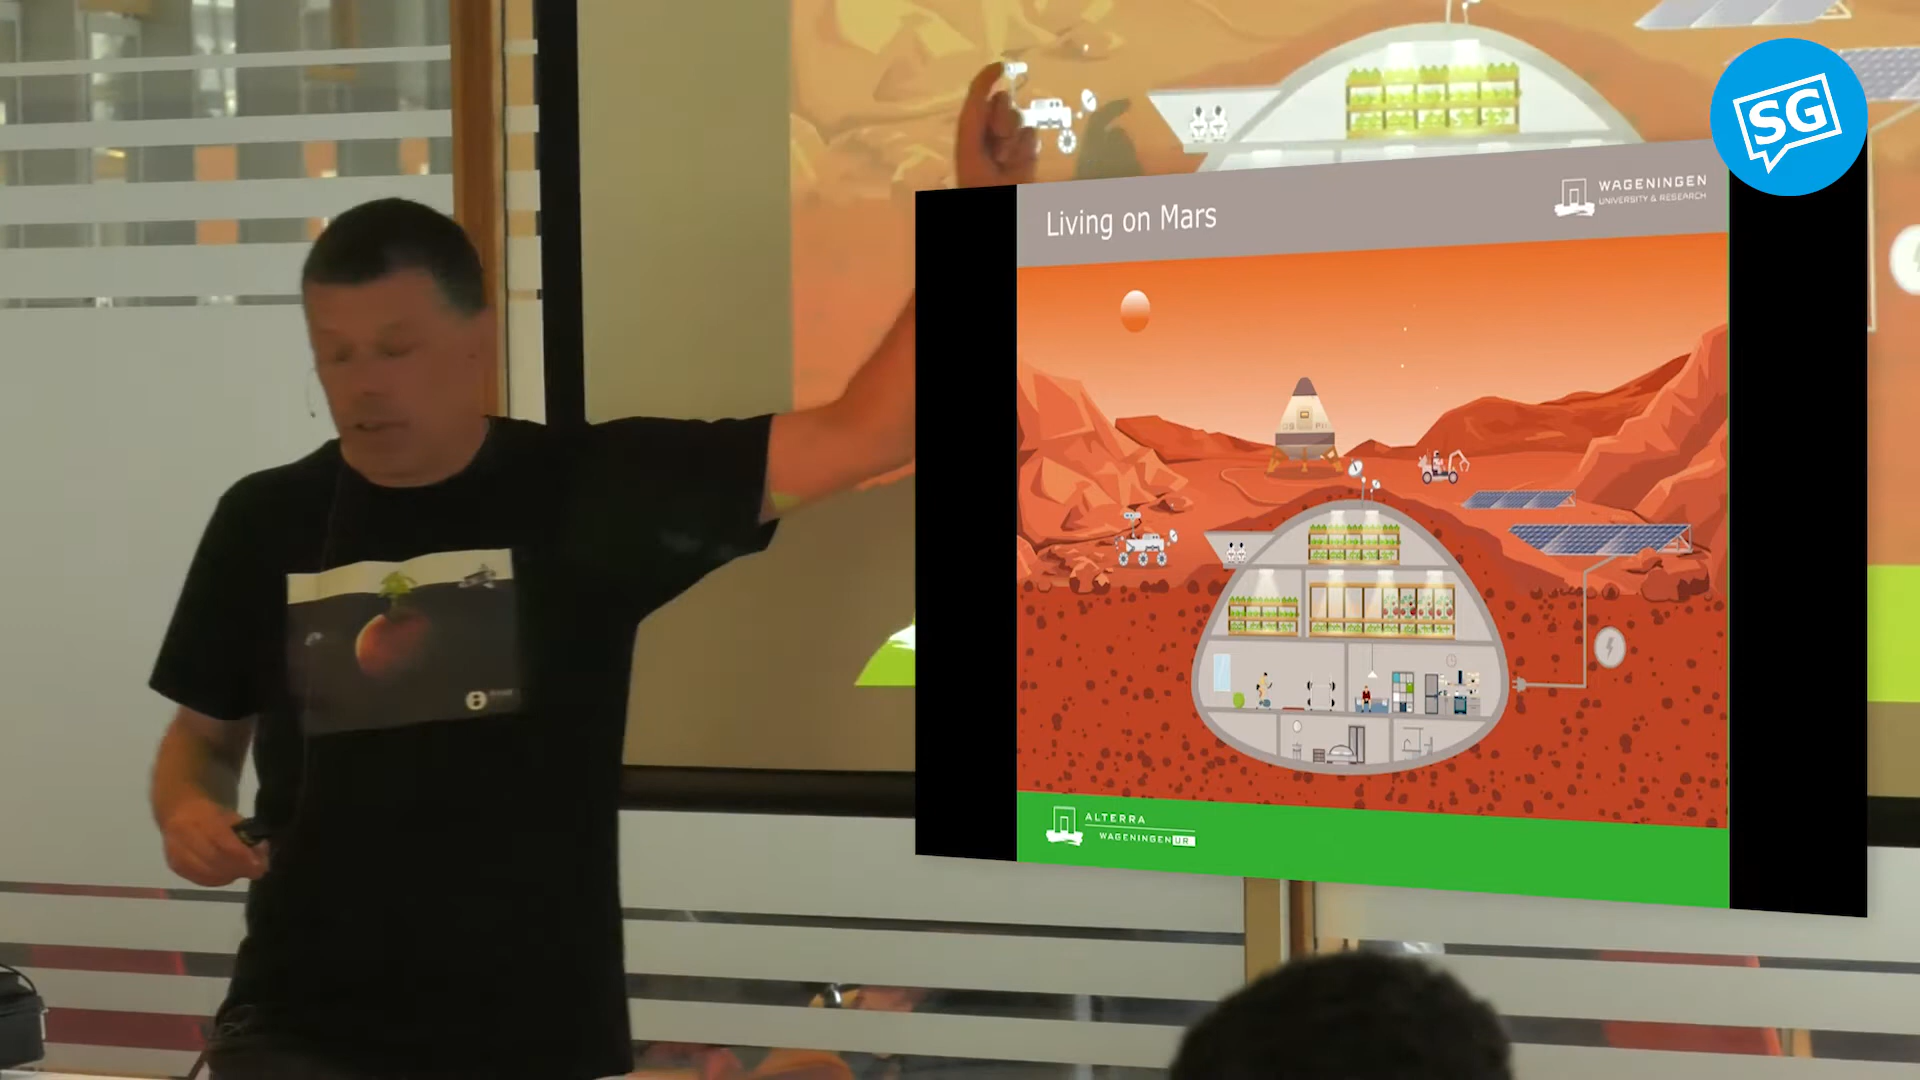 SG
Living on Mars
WAGENINGEN
UNIVERSITY & RESEARCH
ALTERRA
WAGENINGEN UR